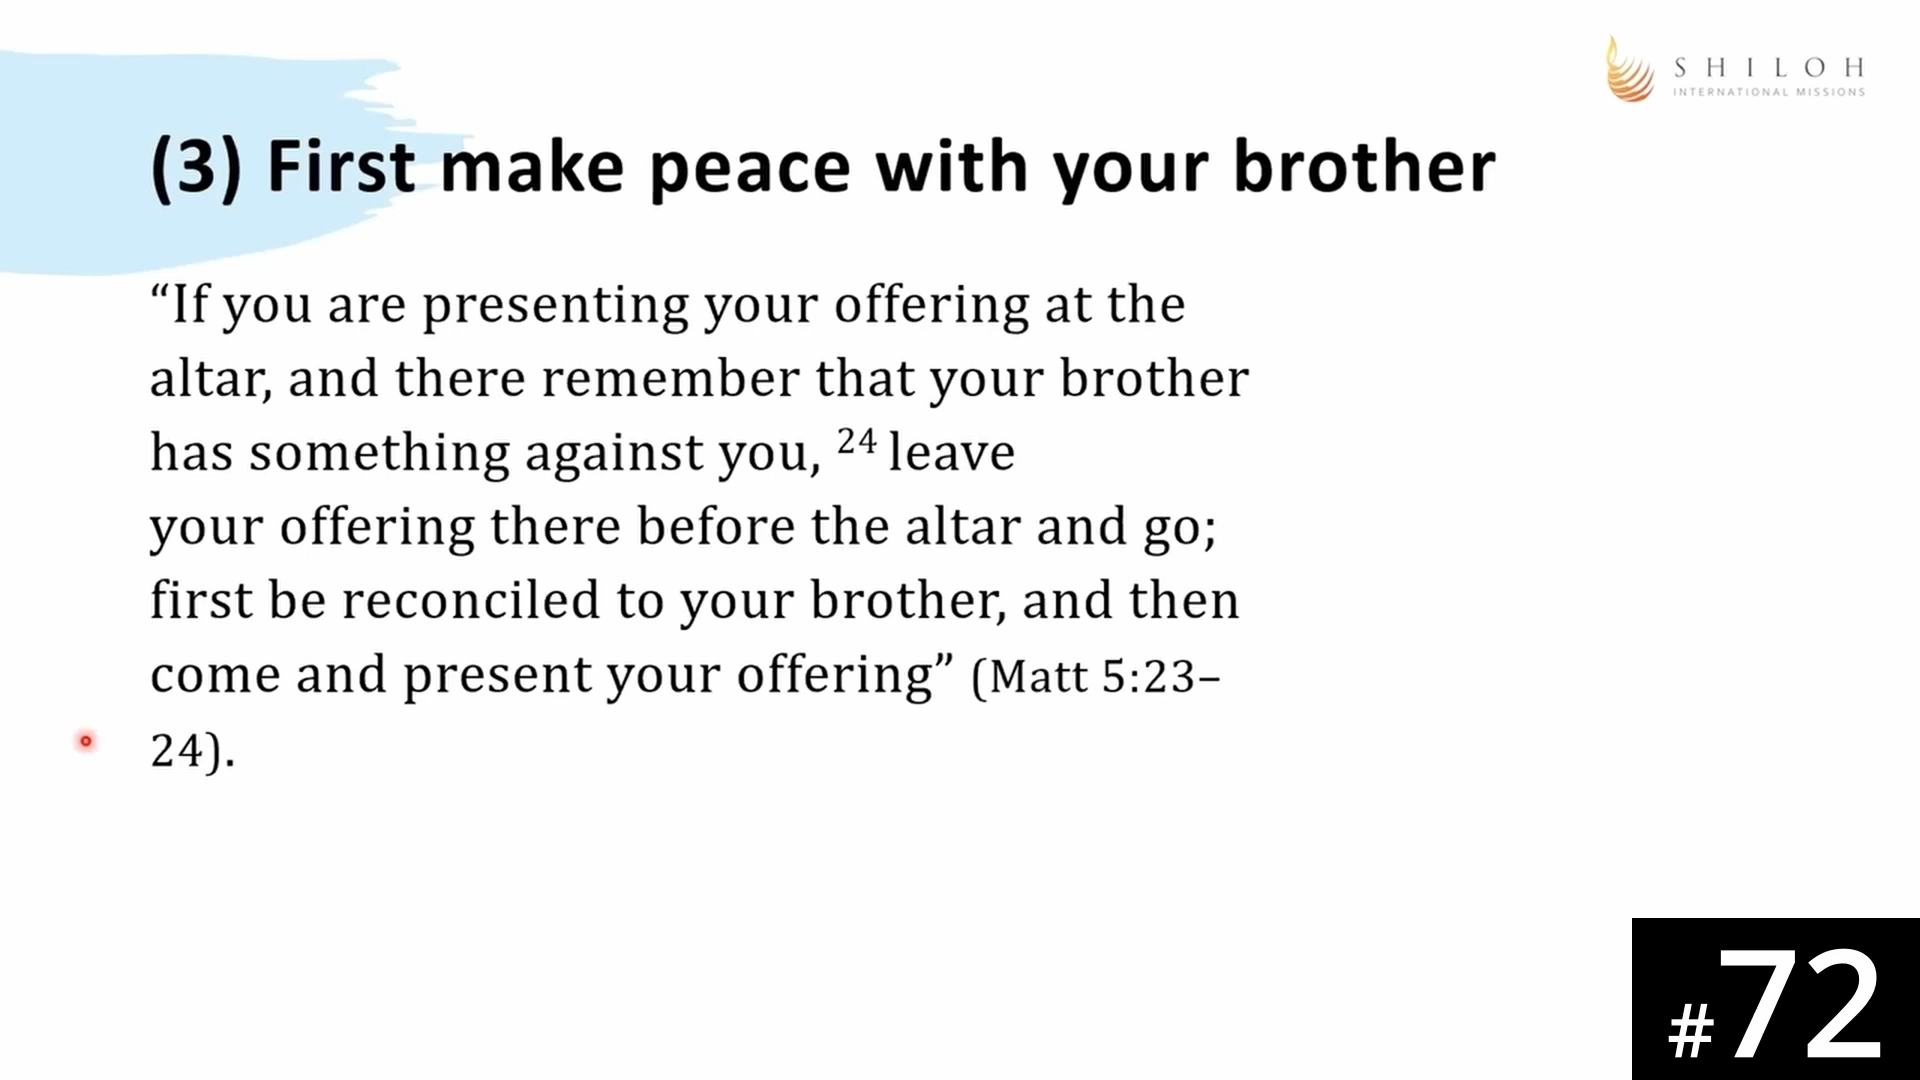 SHILOH
INTERNATIONAL MISSIONS
(3) First make peace with your brother
“If you are presenting your offering at the
altar, and there remember that your brother
has something against you, 24 leave
your offering there before the altar and go;
first be reconciled to your brother, and then
come and present your offering” (Matt 5:23–
24).
#72